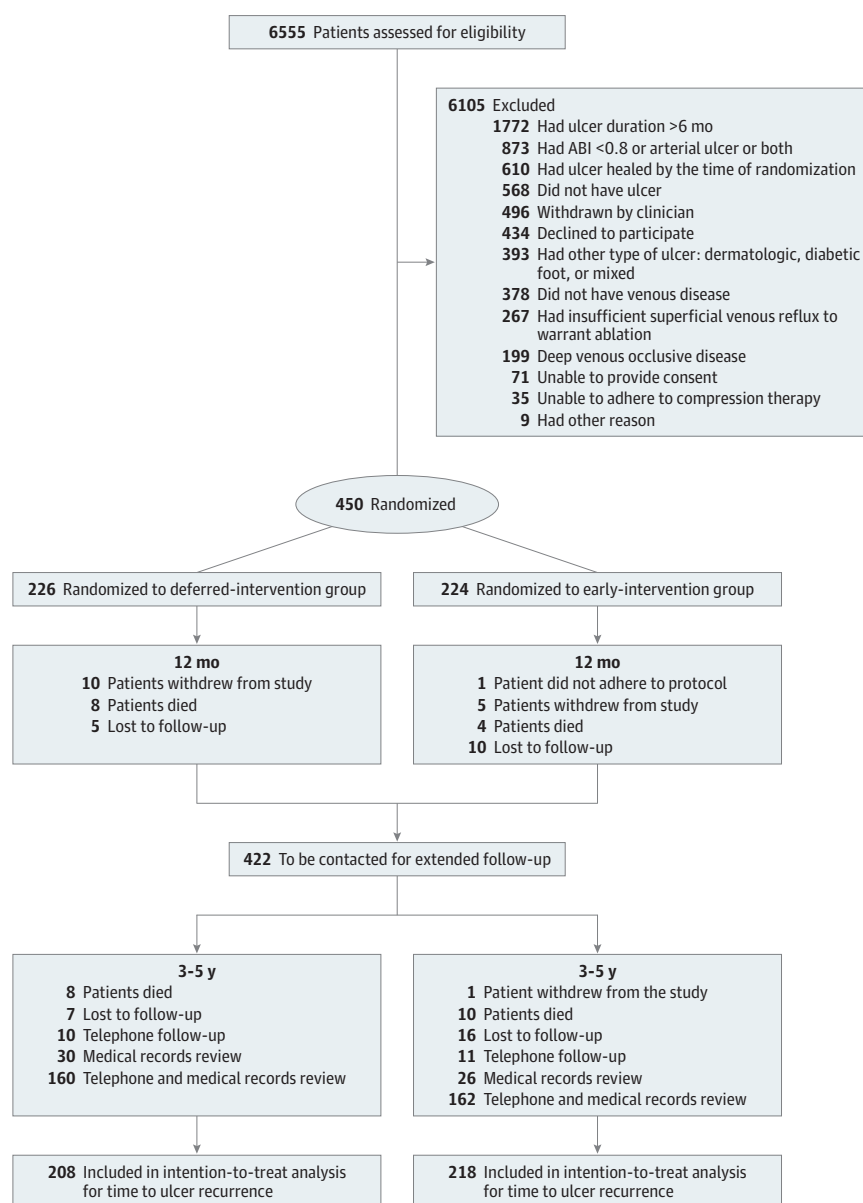 6555 Patients assessed for eligibility
6105 Excluded
1772 Had ulcer duration >6 mo
873 Had ABI <0.8 or arterial ulcer or both
610 Had ulcer healed by the time of randomization
568 Did not have ulcer
496 Withdrawn by clinician
434 Declined to participate
393 Had other type of ulcer: dermatologic, diabetic
foot, or mixed
378 Did not have venous disease
267 Had insufficient superficial venous reflux to
warrant ablation
199 Deep venous occlusive disease
71 Unable to provide consent
35 Unable to adhere to compression therapy
9 Had other reason
450 Randomized
226 Randomized to deferred-intervention group
224 Randomized to early-intervention group
12 mo
10 Patients withdrew from study
8 Patients died
5 Lost to follow-up
12 mo
1 Patient did not adhere to protocol
5 Patients withdrew from study
4 Patients died
10 Lost to follow-up
422 To be contacted for extended follow-up
3-5 y
8 Patients died
7 Lost to follow-up
10 Telephone follow-up
30 Medical records review
160 Telephone and medical records review
3-5 y
1 Patient withdrew from the study
10 Patients died
16 Lost to follow-up
11 Telephone follow-up
26 Medical records review
162 Telephone and medical records review
208 Included in intention-to-treat analysis
for time to ulcer recurrence
218 Included in intention-to-treat analysis
for time to ulcer recurrence